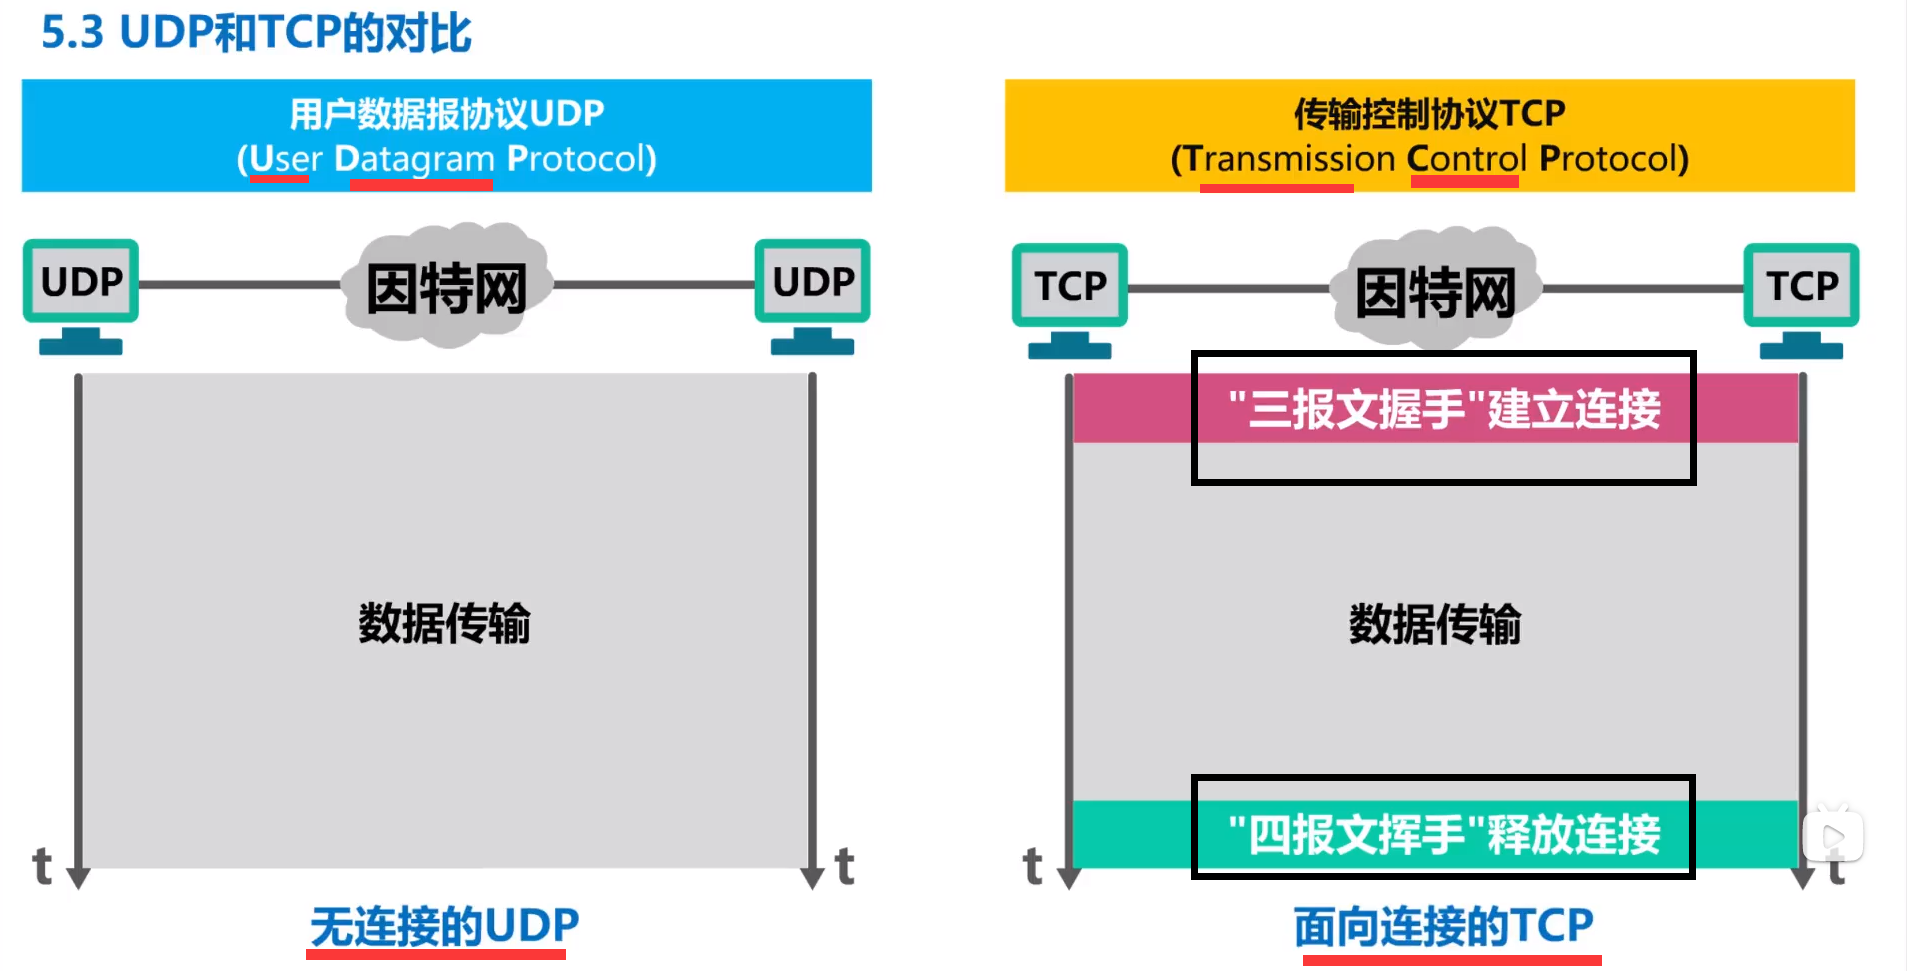 5.3 UDP和TCP的对比
用户数据报协议UDP
(User Datagram Protocol)
UDP
因特网
UDP
数据传输
t
t
无连接的UDP
传输控制协议TCP
(Transmission Control Protocol)
TCP
因特网
TCP
"三报文握手"建立连接
数据传输
"四报文挥手"释放连接
t
t
面向连接的TCP